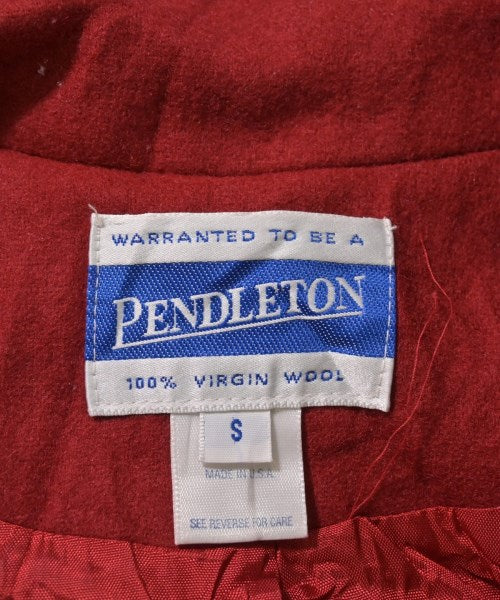 WARRANTED TO BE A
PENDLETON
100% VIRGIN WOOL
S
MADE IN U.S.A.
SEE REVERSE FOR CARE